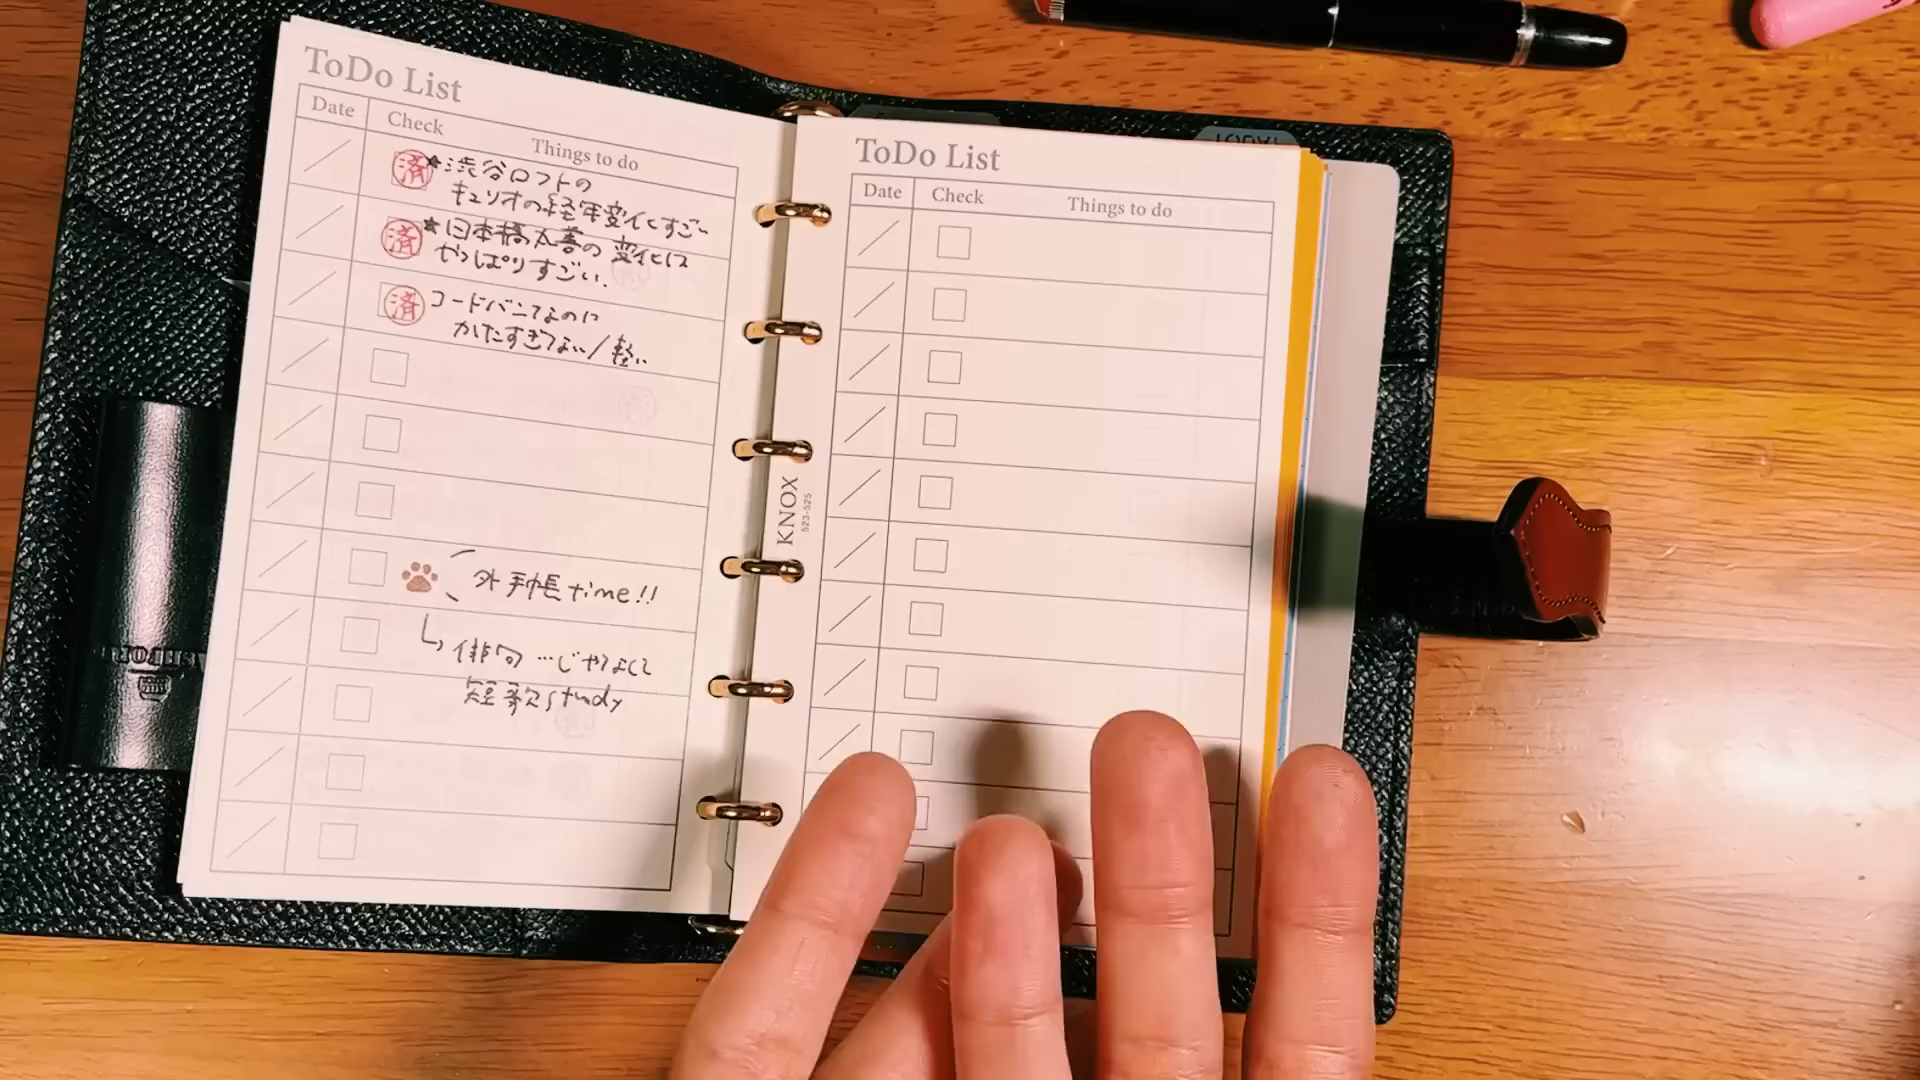 ToDo List
Date Check Things to do
済 ★渋谷ロフトの
キュリオの経年変化すごい
済 ★日本橋丸善の変化は
やっぱりすごい.
済 コードバンなのに
かたすぎない/軽い
外手帳time!!
俳句…じゃなくて
短歌study
KNOX
523-525
ToDo List
Date Check Things to do